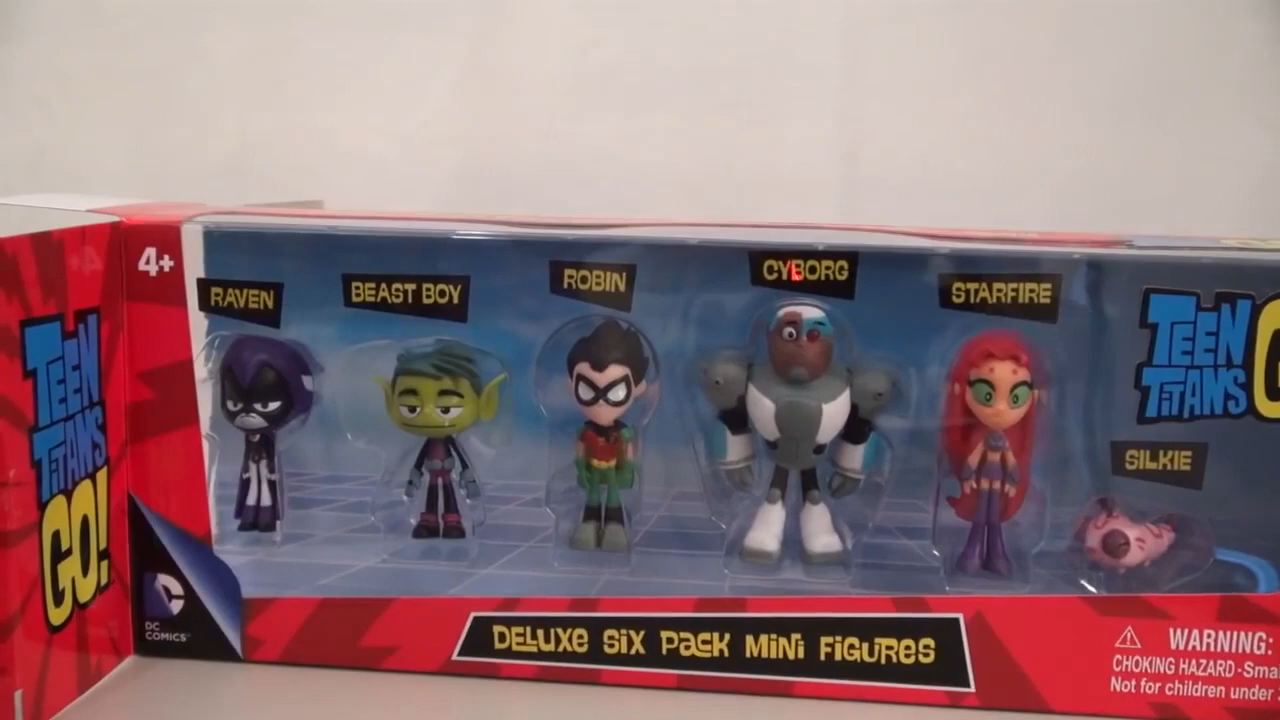 4+
RAVEN
BEAST BOY
ROBIN
CYBORG
STARFIRE
TEEN
TITANS
GO!
TEEN
TITANS
G
SILKIE
DC
COMICS™
DELUXE SIX PACK MINI FIGURES
WARNING:
CHOKING HAZARD - Sma
Not for children under